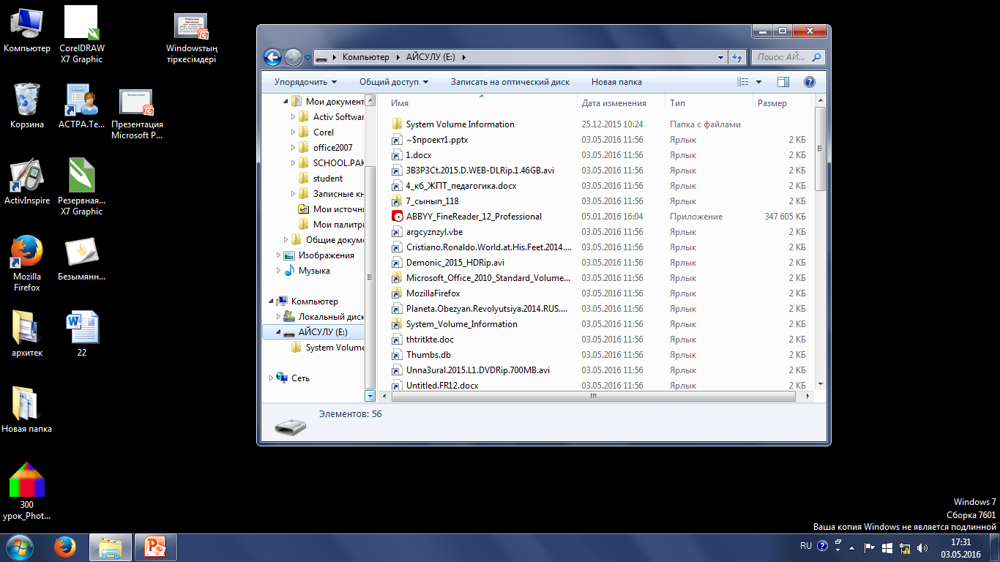 Компьютер
CorelDRAW
X7 Graphic
Windowsтың
тіркесімдері
Корзина
АСТРА.Те...
Презентация
Microsoft P...
ActivInspire
Резервная...
X7 Graphic
Mozilla
Firefox
Безымянн...
архитек
22
Новая папка
300
урок_Phot...
Компьютер
АЙСУЛУ (E:)
Поиск: АЙ...
Упорядочить
Общий доступ
Записать на оптический диск
Новая папка
Мои документ
Activ Softwar
Corel
office2007
SCHOOL.PAK
student
Записные кн
Мои источн
Мои палитр
Общие докум
Изображения
Музыка
Компьютер
Локальный диск
АЙСУЛУ (E:)
System Volume
Сеть
Имя Дата изменения Тип Размер
System Volume Information 25.12.2015 10:24 Папка с файлами
~$проект1.pptx 03.05.2016 11:56 Ярлык 2 КБ
1.docx 03.05.2016 11:56 Ярлык 2 КБ
3B3P3Ct.2015.D.WEB-DLRip.1.46GB.avi 03.05.2016 11:56 Ярлык 2 КБ
4_кб_ЖПТ_педагогика.docx 03.05.2016 11:56 Ярлык 2 КБ
7_сынып_118 03.05.2016 11:56 Ярлык 2 КБ
ABBYY_FineReader_12_Professional 05.01.2016 16:04 Приложение 347 605 КБ
argcyznzyl.vbe 03.05.2016 11:56 Ярлык 2 КБ
Cristiano.Ronaldo.World.at.His.Feet.2014.... 03.05.2016 11:56 Ярлык 2 КБ
Demonic_2015_HDRip.avi 03.05.2016 11:56 Ярлык 2 КБ
Microsoft_Office_2010_Standard_Volume... 03.05.2016 11:56 Ярлык 2 КБ
MozillaFirefox 03.05.2016 11:56 Ярлык 2 КБ
Planeta.Obezyan.Revolyutsiya.2014.RUS.... 03.05.2016 11:56 Ярлык 2 КБ
System_Volume_Information 03.05.2016 11:56 Ярлык 2 КБ
thtritkte.doc 03.05.2016 11:56 Ярлык 2 КБ
Thumbs.db 03.05.2016 11:56 Ярлык 2 КБ
Unna3ural.2015.L1.DVDRip.700MB.avi 03.05.2016 11:56 Ярлык 2 КБ
Untitled.FR12.docx 03.05.2016 11:56 Ярлык 2 КБ
Элементов: 56
Windows 7
Сборка 7601
Ваша копия Windows не является подлинной
RU
17:31
03.05.2016